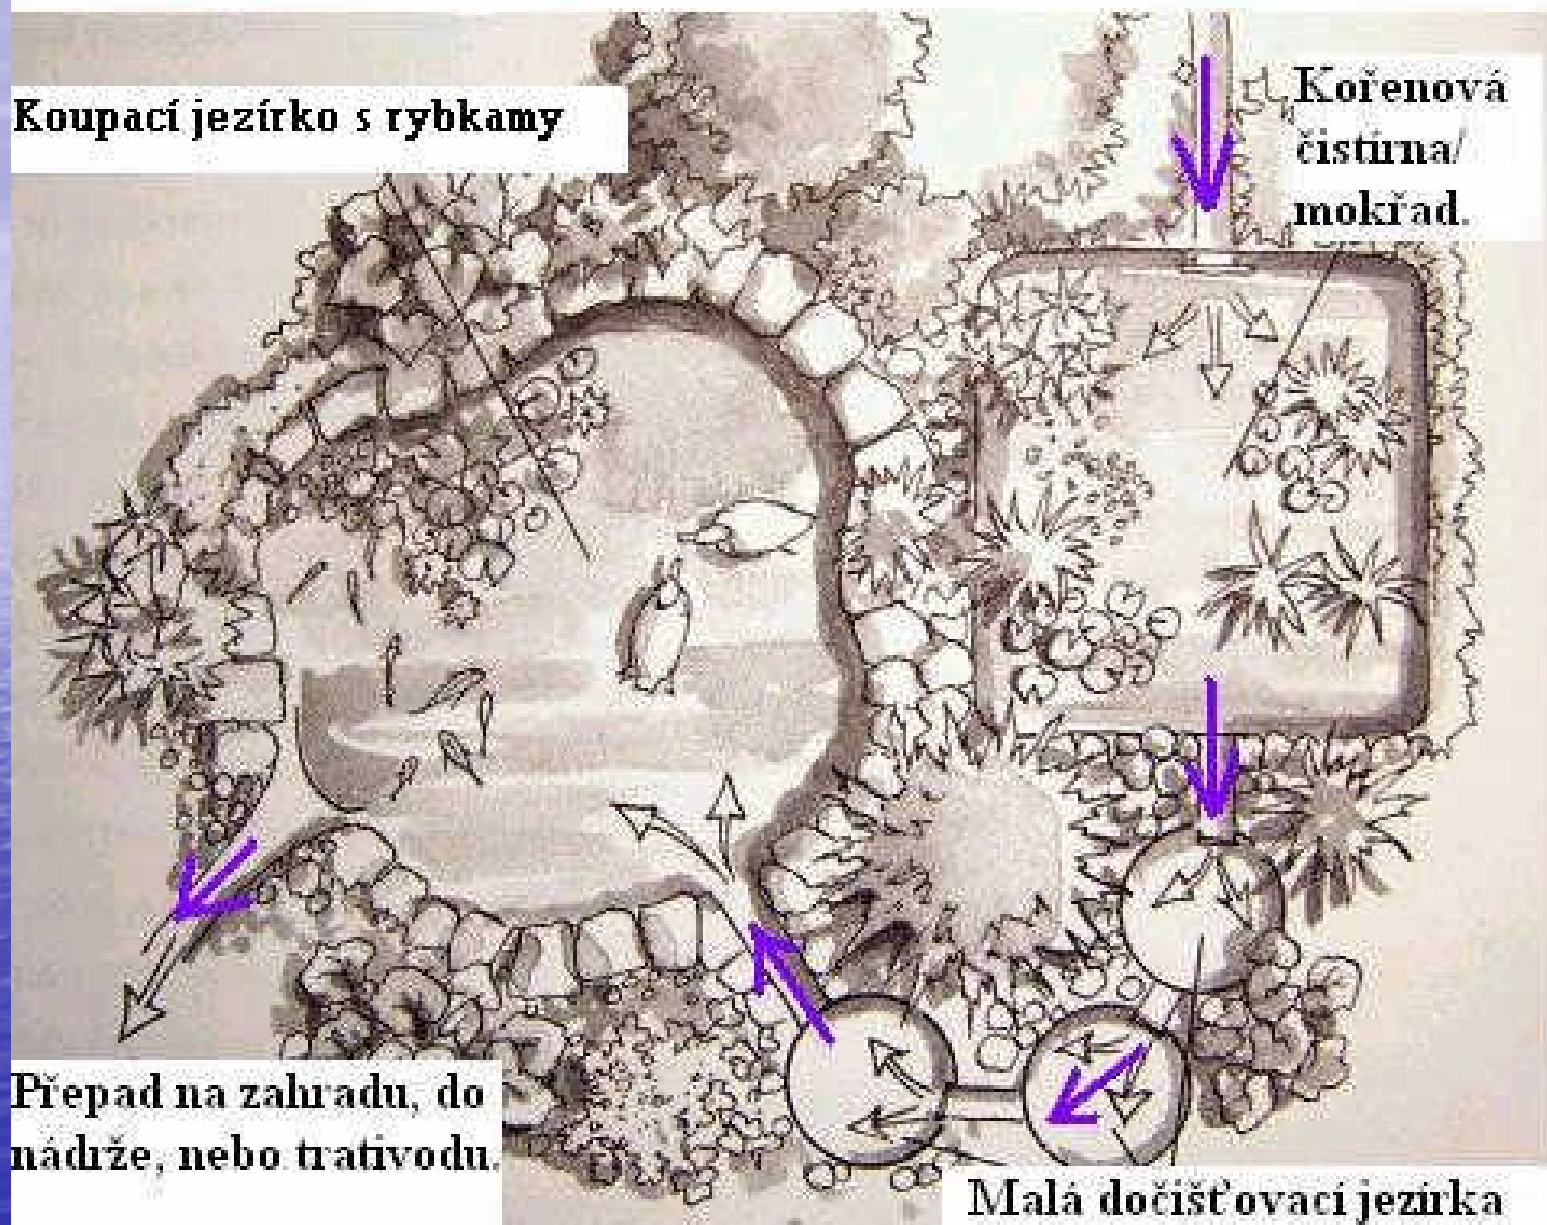 Koupací jezírko s rybkamy
Kořenová
čistírna/
mokřad.
Přepad na zahradu, do
nádrže, nebo trativodu.
Malá dočišťovací jezírka